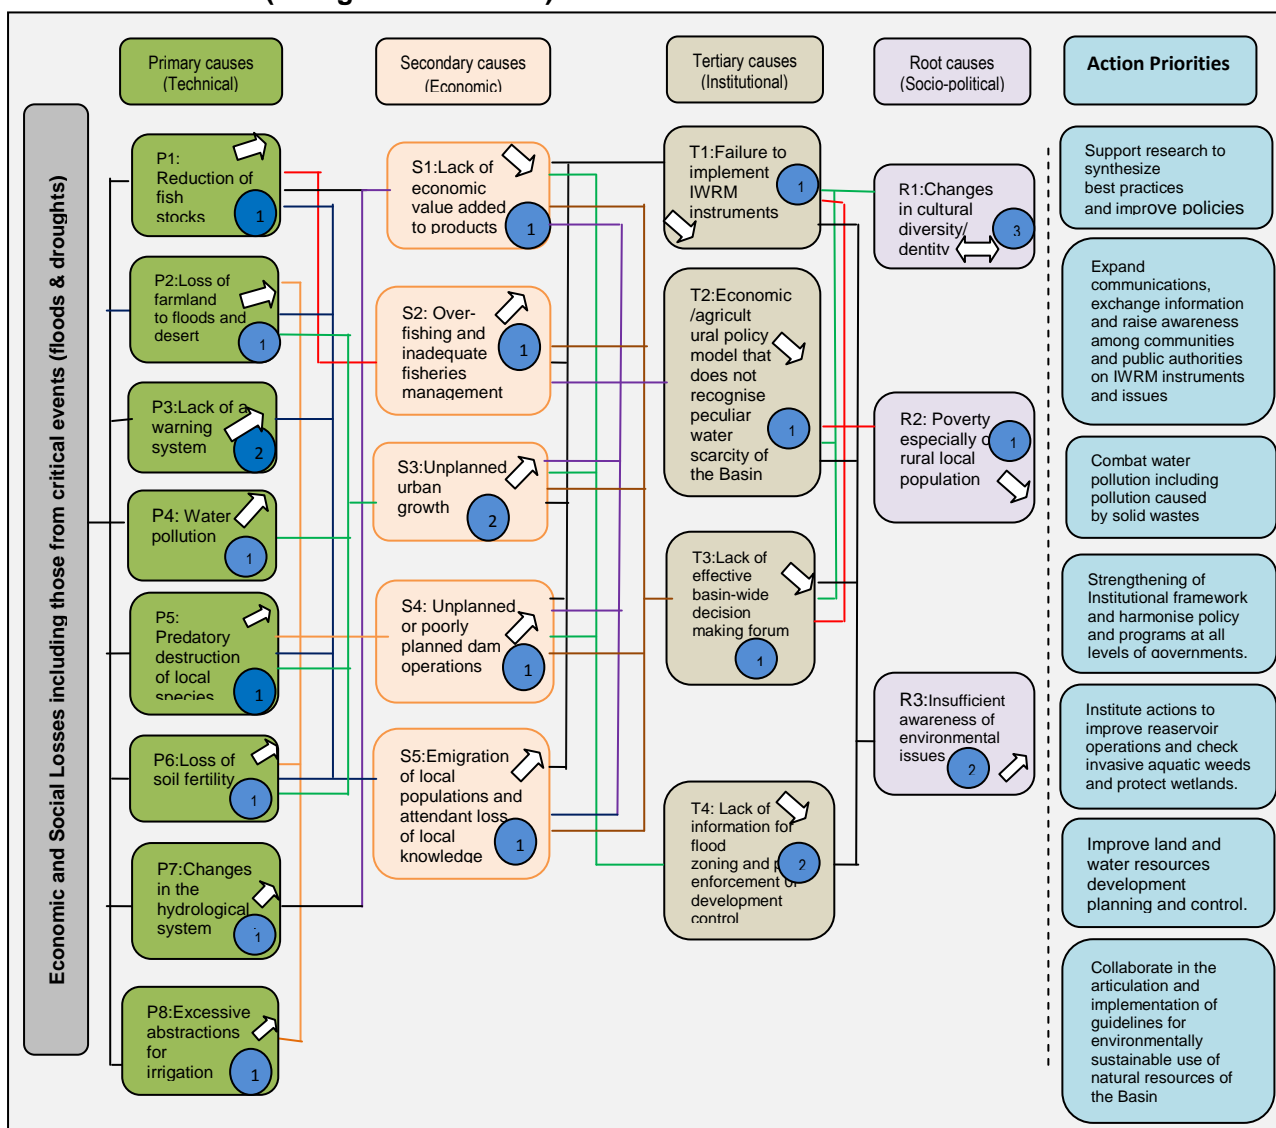 Primary causes
(Technical)
Secondary causes
(Economic)
Tertiary causes
(Institutional)
Root causes
(Socio-political)
Action Priorities
Economic and Social Losses including those from critical events (floods & droughts)
P1:
Reduction of
fish
stocks
1
P2:Loss of
farmland
to floods and
desert
1
P3:Lack of a
warning
system
2
P4: Water
pollution
1
P5:
Predatory
destruction
of local
species
1
P6:Loss of
soil fertility
1
P7:Changes
in the
hydrological
system
1
P8:Excessive
abstractions
for
irrigation
1
S1:Lack of
economic
value added
to products
1
S2: Over-
fishing and
inadequate
fisheries
management
1
S3:Unplanned
urban
growth
2
S4: Unplanned
or poorly
planned dam
operations
1
S5:Emigration
of local
populations and
attendant loss
of local
knowledge
1
T1:Failure to
implement
IWRM
instruments
1
T2:Economic
/agricult
ural policy
model that
does not
recognise
peculiar
water
scarcity of
the Basin
1
T3:Lack of
effective
basin-wide
decision
making forum
1
T4: Lack of
information for
flood
zoning and
enforcement
development
control
2
R1:Changes
in cultural
diversity/
dentity
3
R2: Poverty
especially
rural local
population
1
R3:Insufficient
awareness of
environmental
issues
2
Support research to
synthesize
best practices
and improve policies
Expand
communications,
exchange information
and raise awareness
among communities
and public authorities
on IWRM instruments
and issues
Combat water
pollution including
pollution caused
by solid wastes
Strengthening of
Institutional framework
and harmonise policy
and programs at all
levels of governments.
Institute actions to
improve reaservoir
operations and check
invasive aquatic weeds
and protect wetlands.
Improve land and
water resources
development
planning and control.
Collaborate in the
articulation and
implementation of
guidelines for
environmentally
sustainable use of
natural resources of
the Basin